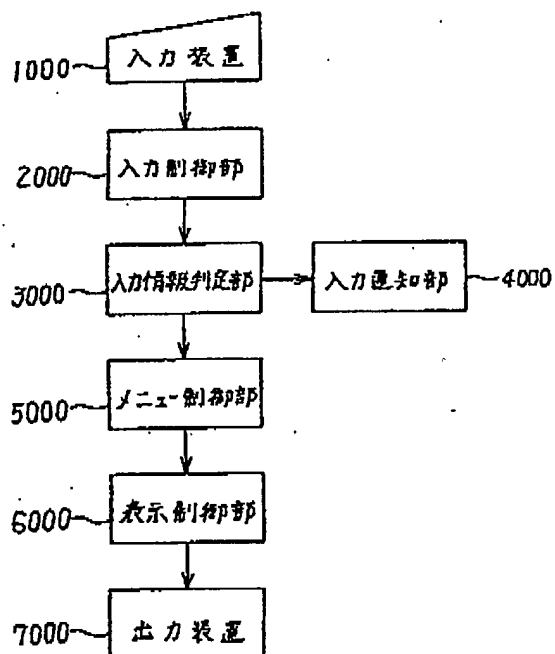 1000 入力装置
2000 入力制御部
3000 入力情報判定部
入力通知部 4000
5000 メニュー制御部
6000 表示制御部
7000 出力装置